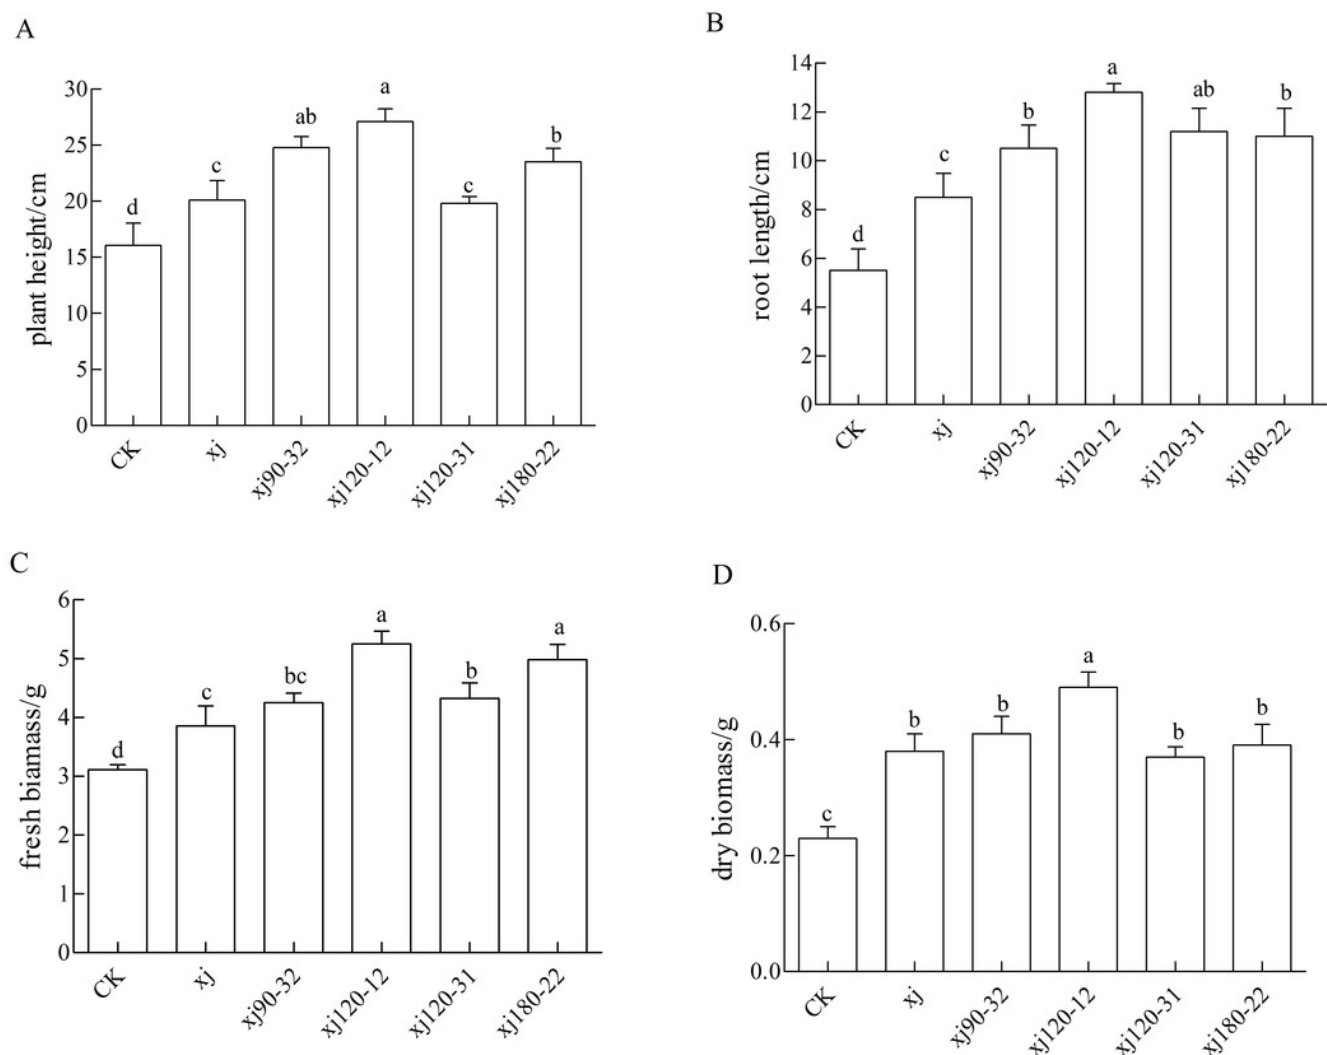 A
plant height/cm
30
25
20
15
10
5
0
d
c
ab
a
c
b
CK
xj
xj90-32
xj120-12
xj120-31
xj180-22
B
root length/cm
14
12
10
8
6
4
2
0
d
c
b
a
ab
b
CK
xj
xj90-32
xj120-12
xj120-31
xj180-22
C
fresh biamass/g
6
5
4
3
2
1
0
d
c
bc
a
b
a
CK
xj
xj90-32
xj120-12
xj120-31
xj180-22
D
dry biomass/g
0.6
0.4
0.2
0.0
c
b
b
a
b
b
CK
xj
xj90-32
xj120-12
xj120-31
xj180-22